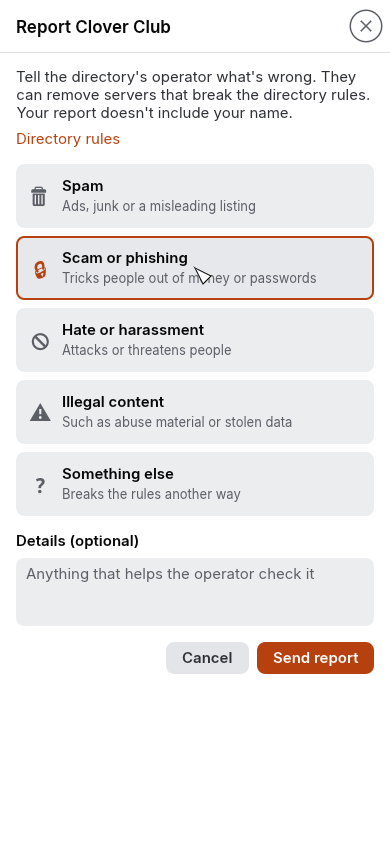 Report Clover Club
Tell the directory's operator what's wrong. They
can remove servers that break the directory rules.
Your report doesn't include your name.
Directory rules
Spam
Ads, junk or a misleading listing
Scam or phishing
Tricks people out of money or passwords
Hate or harassment
Attacks or threatens people
Illegal content
Such as abuse material or stolen data
?
Something else
Breaks the rules another way
Details (optional)
Anything that helps the operator check it
Cancel
Send report